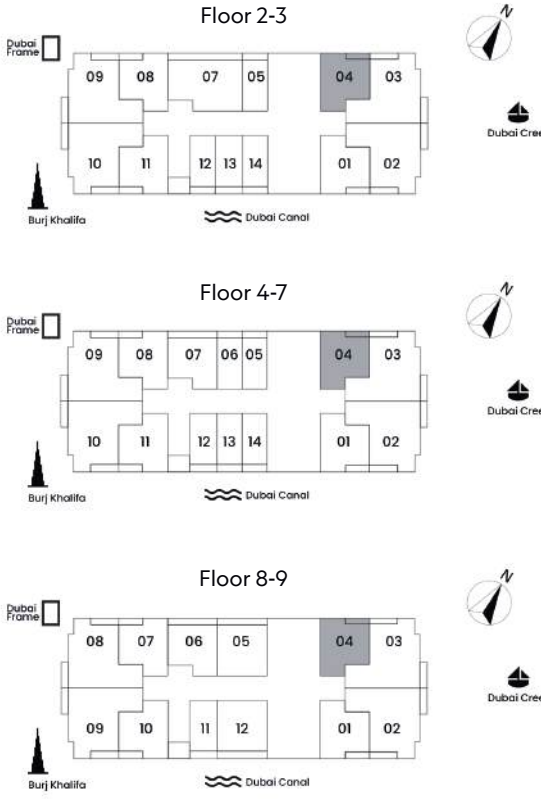 Floor 2-3
N
Dubai
Frame
09 08 07 05 04 03
Dubai Cree
10 11 12 13 14 01 02
Burj Khalifa
Dubai Canal
Floor 4-7
N
Dubai
Frame
09 08 07 06 05 04 03
Dubai Cree
10 11 12 13 14 01 02
Burj Khalifa
Dubai Canal
Floor 8-9
N
Dubai
Frame
08 07 06 05 04 03
Dubai Cree
09 10 11 12 01 02
Burj Khalifa
Dubai Canal